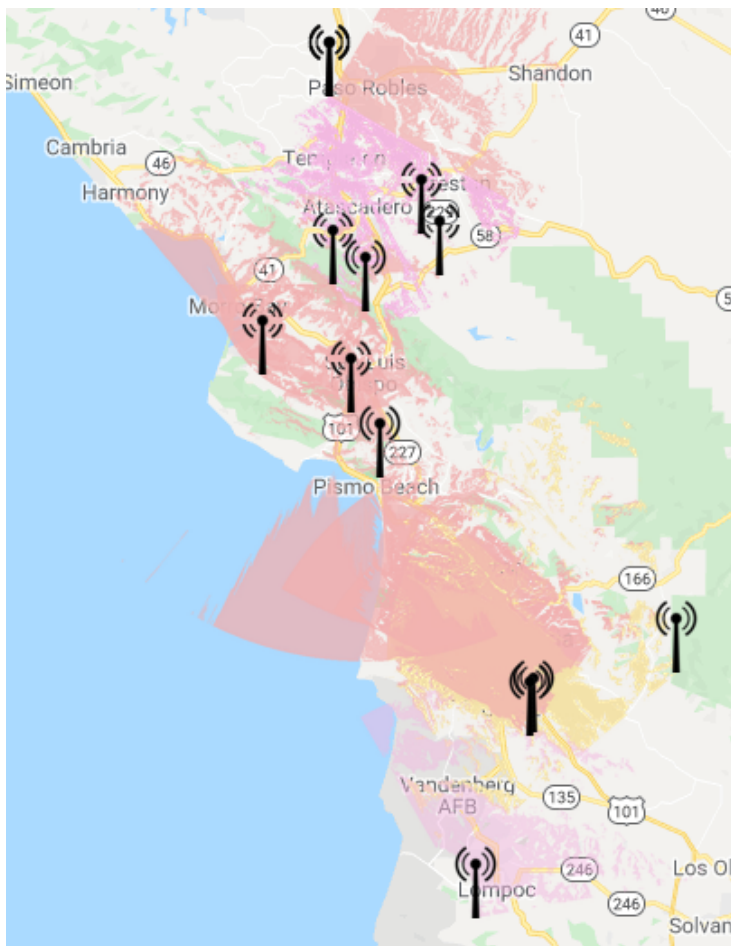 46
41
Simeon
Shandon
Paso Robles
Cambria
46
Harmony
Atascadero
58
41
5
101
227
Pismo Beach
166
Vandenberg
AFB
135
101
246
Los Ol
Lompoc
246
Solvan